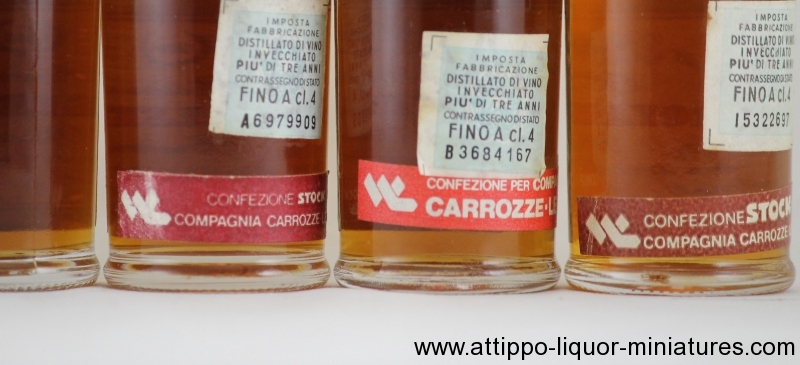 IMPOSTA
FABBRICAZIONE
DISTILLATO DI VINO
INVECCHIATO
PIU' DI TRE ANNI
CONTRASSEGNO DI STATO
FINO A cl. 4
A6979909
CONFEZIONE STOCK
COMPAGNIA CARROZZE
IMPOSTA
FABBRICAZIONE
DISTILLATO DI VINO
INVECCHIATO
PIU' DI TRE ANNI
CONTRASSEGNO DI STATO
FINO A cl. 4
B3684167
CONFEZIONE PER
CARROZZE-
IMPOSTA
FABBRICAZIONE
DISTILLATO DI VINO
INVECCHIATO
PIU' DI TRE ANNI
CONTRASSEGNO DI STATO
FINO A cl. 4
I5322697
CONFEZIONE STOCK
COMPAGNIA CARROZZE
www.attippo-liquor-miniatures.com